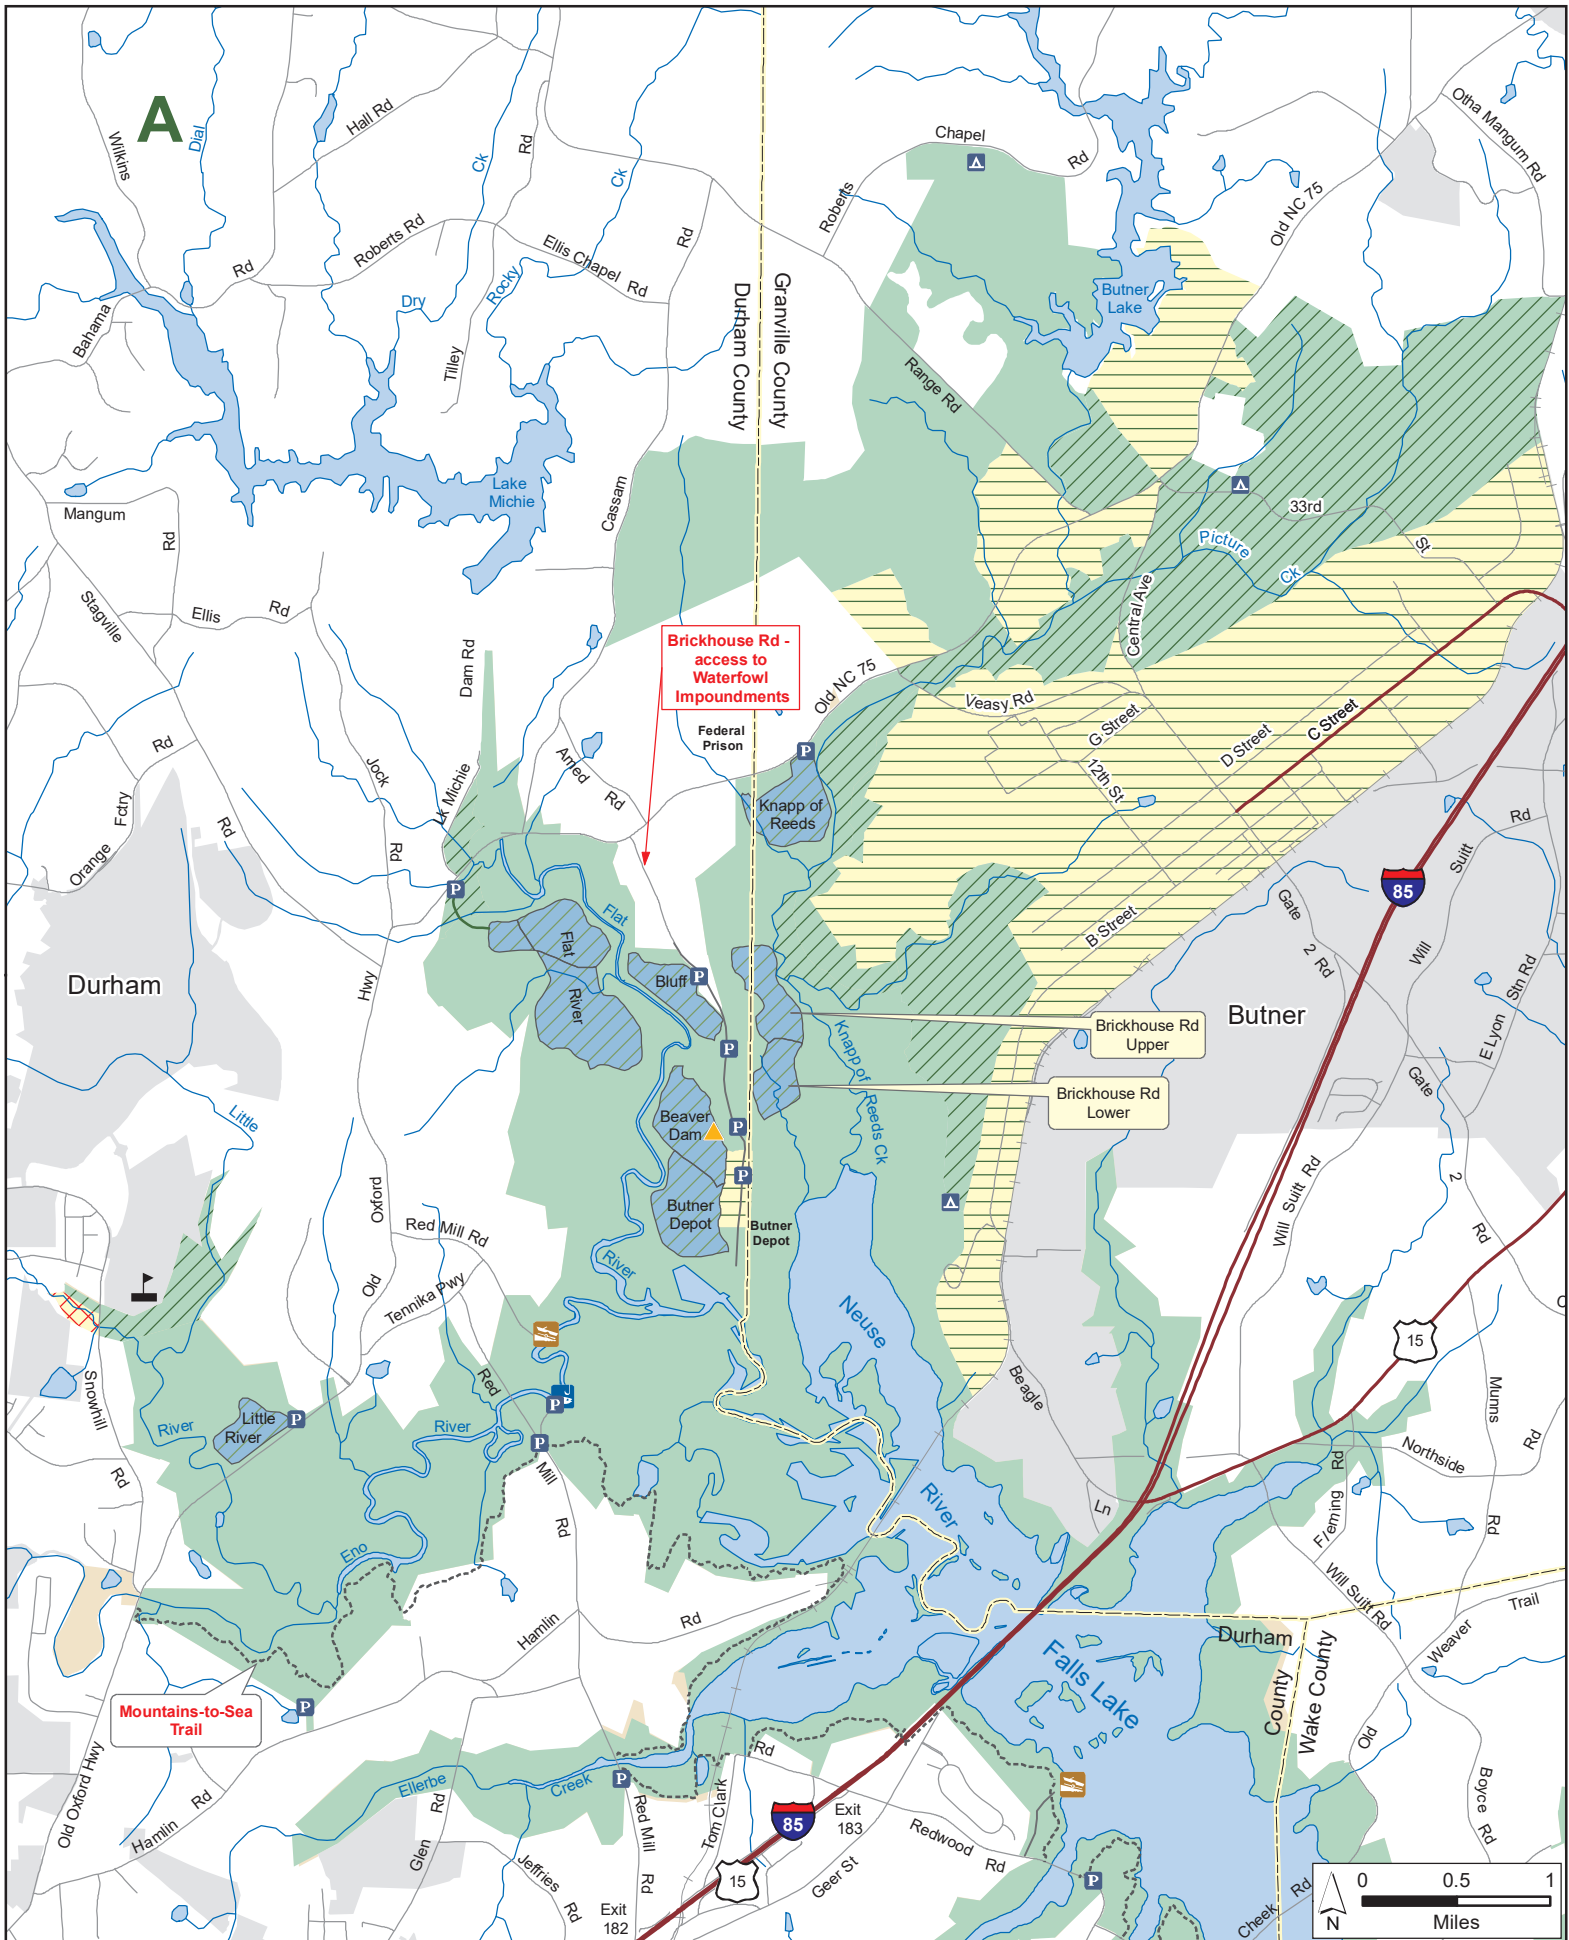 A
Wilkins
Dial
Hall Rd
Ck
Rd
Ck
Chapel
Rd
Otha Mangum Rd
Roberts
Old NC 75
Roberts Rd
Rd
Ellis Chapel
Rd
Rd
Rocky
Dry
Bahama
Tilley
Durham County
Granville County
Butner
Lake
Range Rd
Lake
Michie
Cassam
Mangum
Rd
33rd
St
Picture
Ck
Central Ave
Stagville
Ellis
Rd
Dam Rd
Brickhouse Rd -
access to
Waterfowl
Impoundments
Old NC 75
Veasy Rd
G Street
D Street
C Street
Federal
Prison
12th St
Rd
Jock
Rd
Amed
Rd
Lk Michie
Knapp of
Reeds
Fctry
Orange
Rd
Rd
Suitt
85
Gate
2
Rd
B Street
Will
Flat
Flat
River
Bluff
Durham
Hwy
Butner
E Lyon
Stn Rd
Brickhouse Rd
Upper
Knapp of
Reeds Ck
Brickhouse Rd
Lower
Gate
2
Rd
Little
Beaver
Dam
Butner
Depot
Butner
Depot
Oxford
Old
Red Mill Rd
Tennika Pwy
River
Will Suitt Rd
Neuse
15
Snowhill
Rd
Red
Beagle
Ln
Munns
Rd
Little
River
River
River
Mill
Rd
River
Northside
Rd
Fleming
Rd
Eno
Will Suitt Rd
Trail
Weaver
Hamlin
Rd
Durham
County
Wake County
Falls Lake
Mountains-to-Sea
Trail
Old
Boyce
Rd
Old Oxford Hwy
Hamlin
Rd
Ellerbe
Creek
Rd
Glen
Rd
Red Mill
Rd
Tom Clark
85
Exit
183
Redwood
Rd
Geer St
15
Jeffries
Rd
Exit
182
Cheek
Rd
N
0
0.5
1
Miles